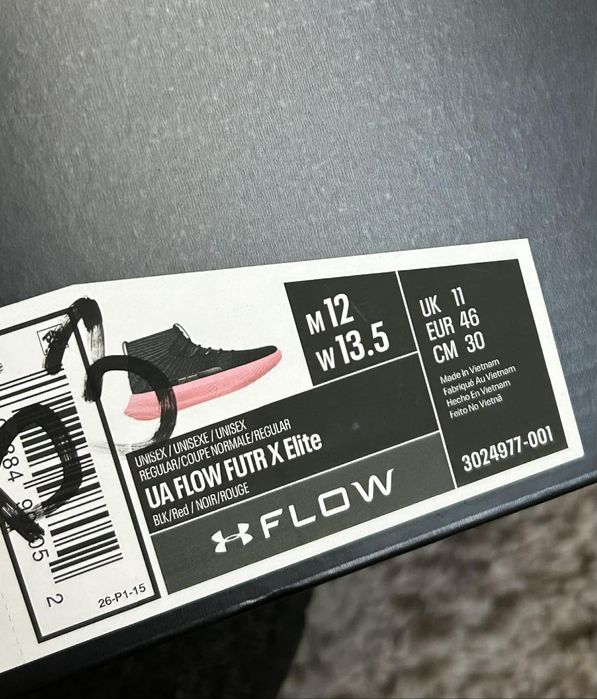 M 12
W 13.5
UK 11
EUR 46
CM 30
Made In Vietnam
Fabriqué Au Vietnam
Hecho En Vietnam
Feito No Vietnã
3024977-001
UNISEX / UNISEXE / UNISEX
REGULAR/COUPE NORMALE/REGULAR
UA FLOW FUTR X Elite
BLK/Red / NOIR/ROUGE
FLOW
2
26-P1-15